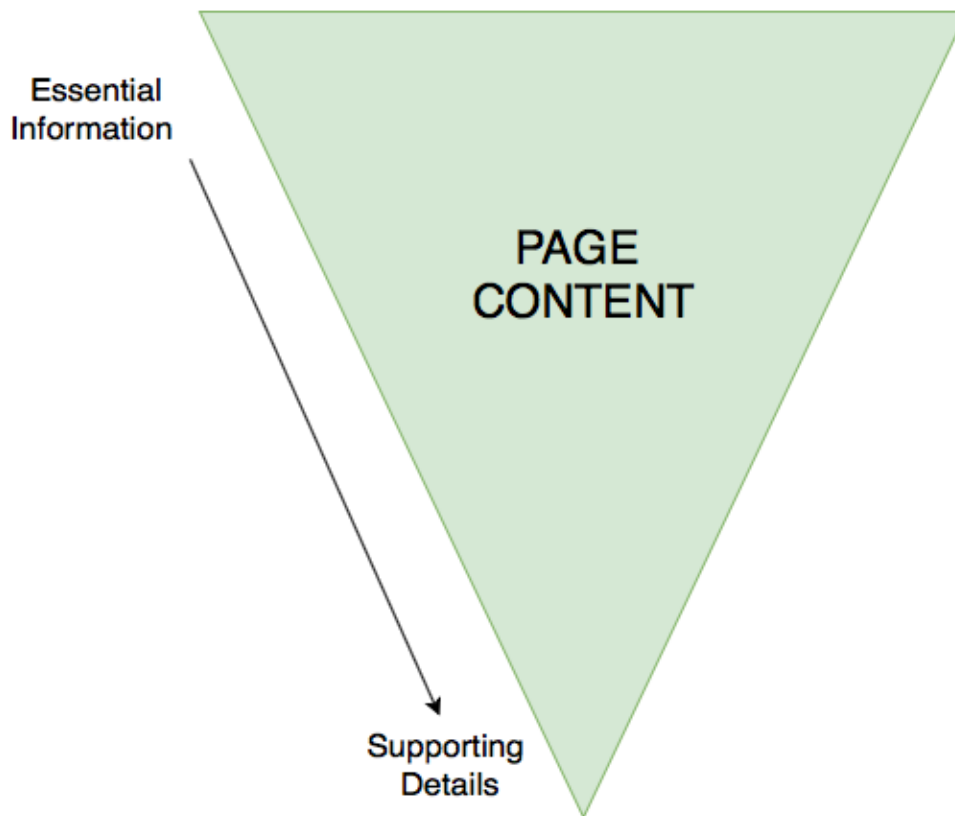 Essential
Information
PAGE
CONTENT
Supporting
Details